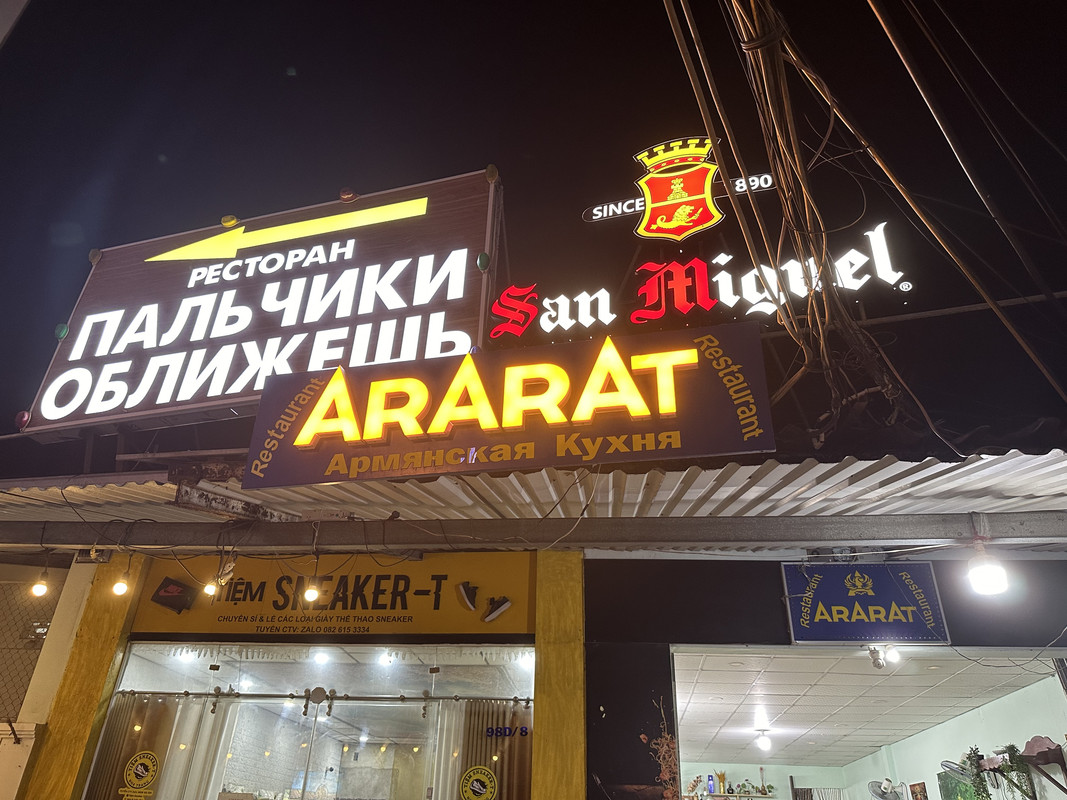 РЕСТОРАН
ПАЛЬЧИКИ
ОБЛИЖЕШЬ
SINCE 890
San Miguel ®
Restaurant ARARAT Restaurant
Армянская Кухня
TIỆM SNEAKER-T
CHUYÊN SỈ & LẺ CÁC LOẠI GIÀY THỂ THAO SNEAKER
TUYỂN CTV: ZALO 082 615 3334
Restaurant ARARAT Restaurant
98D/8